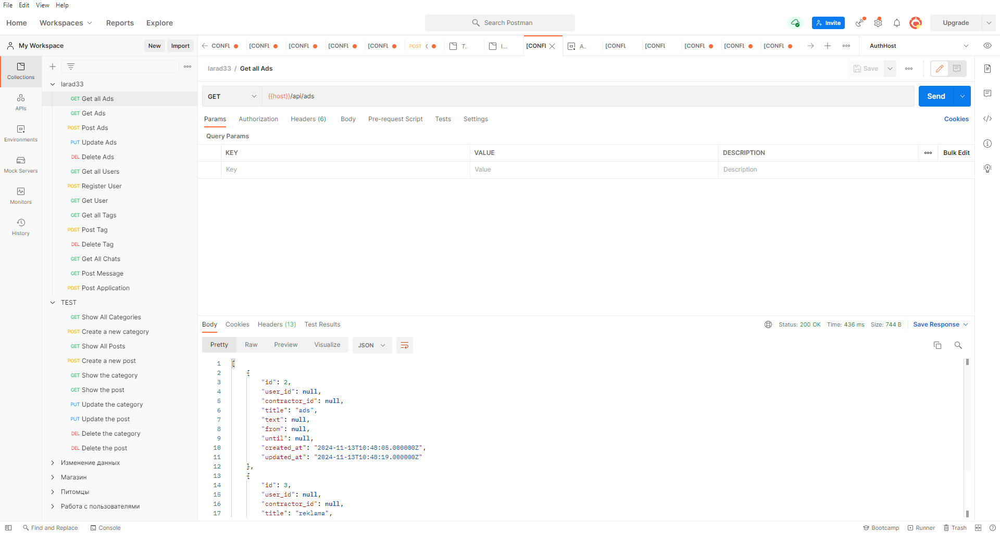 File Edit View Help
Home Workspaces Reports Explore Search Postman Invite Upgrade
My Workspace New Import CONFL [CONFL [CONFL [CONFL [CONFL POST T.. I... [CONFL A.. [CONFL [CONFL [CONFL [CONFL [CONFL AuthHost
Collections
APIs
Environments
Mock Servers
Monitors
History
larad33
GET Get all Ads
GET Get Ads
POST Post Ads
PUT Update Ads
DEL Delete Ads
GET Get all Users
POST Register User
GET Get User
GET Get all Tags
POST Post Tag
DEL Delete Tag
GET Get All Chats
GET Post Message
POST Post Application
TEST
GET Show All Categories
POST Create a new category
GET Show All Posts
POST Create a new post
GET Show the category
GET Show the post
PUT Update the category
PUT Update the post
DEL Delete the category
DEL Delete the post
Изменение данных
Магазин
Питомцы
Работа с пользователями
larad33 / Get all Ads Save
GET {{host}}/api/ads Send
Params Authorization Headers (6) Body Pre-request Script Tests Settings Cookies
Query Params
KEY VALUE DESCRIPTION Bulk Edit
Key Value Description
Body Cookies Headers (13) Test Results Status: 200 OK Time: 436 ms Size: 744 B Save Response
Pretty Raw Preview Visualize JSON
1 [
2 {
3 "id": 2,
4 "user_id": null,
5 "contractor_id": null,
6 "title": "ads",
7 "text": null,
8 "from": null,
9 "until": null,
10 "created_at": "2024-11-13T10:48:05.000000Z",
11 "updated_at": "2024-11-13T10:48:19.000000Z"
12 },
13 {
14 "id": 3,
15 "user_id": null,
16 "contractor_id": null,
17 "title": "reklama",
Find and Replace Console Bootcamp Runner Trash